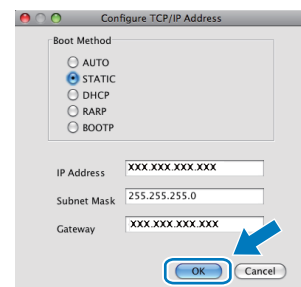 Configure TCP/IP Address
Boot Method
AUTO
STATIC
DHCP
RARP
BOOTP
IP Address XXX.XXX.XXX.XXX
Subnet Mask 255.255.255.0
Gateway XXX.XXX.XXX.XXX
OK Cancel